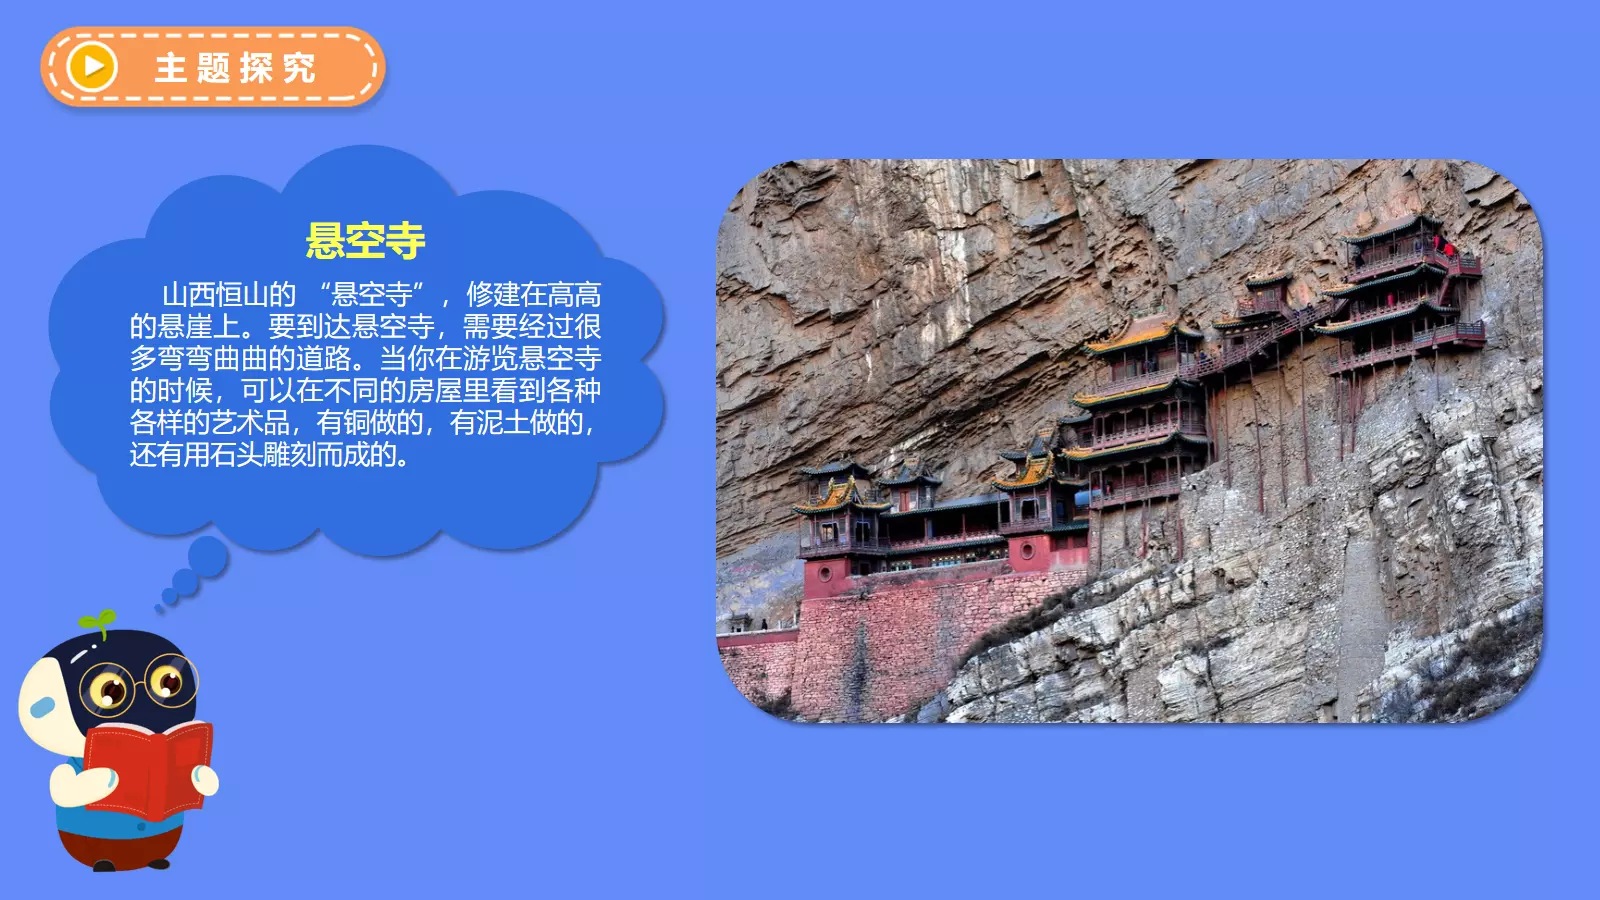 主题探究
悬空寺
山西恒山的 “悬空寺”，修建在高高
的悬崖上。要到达悬空寺，需要经过很
多弯弯曲曲的道路。当你在游览悬空寺
的时候，可以在不同的房屋里看到各种
各样的艺术品，有铜做的，有泥土做的，
还有用石头雕刻而成的。